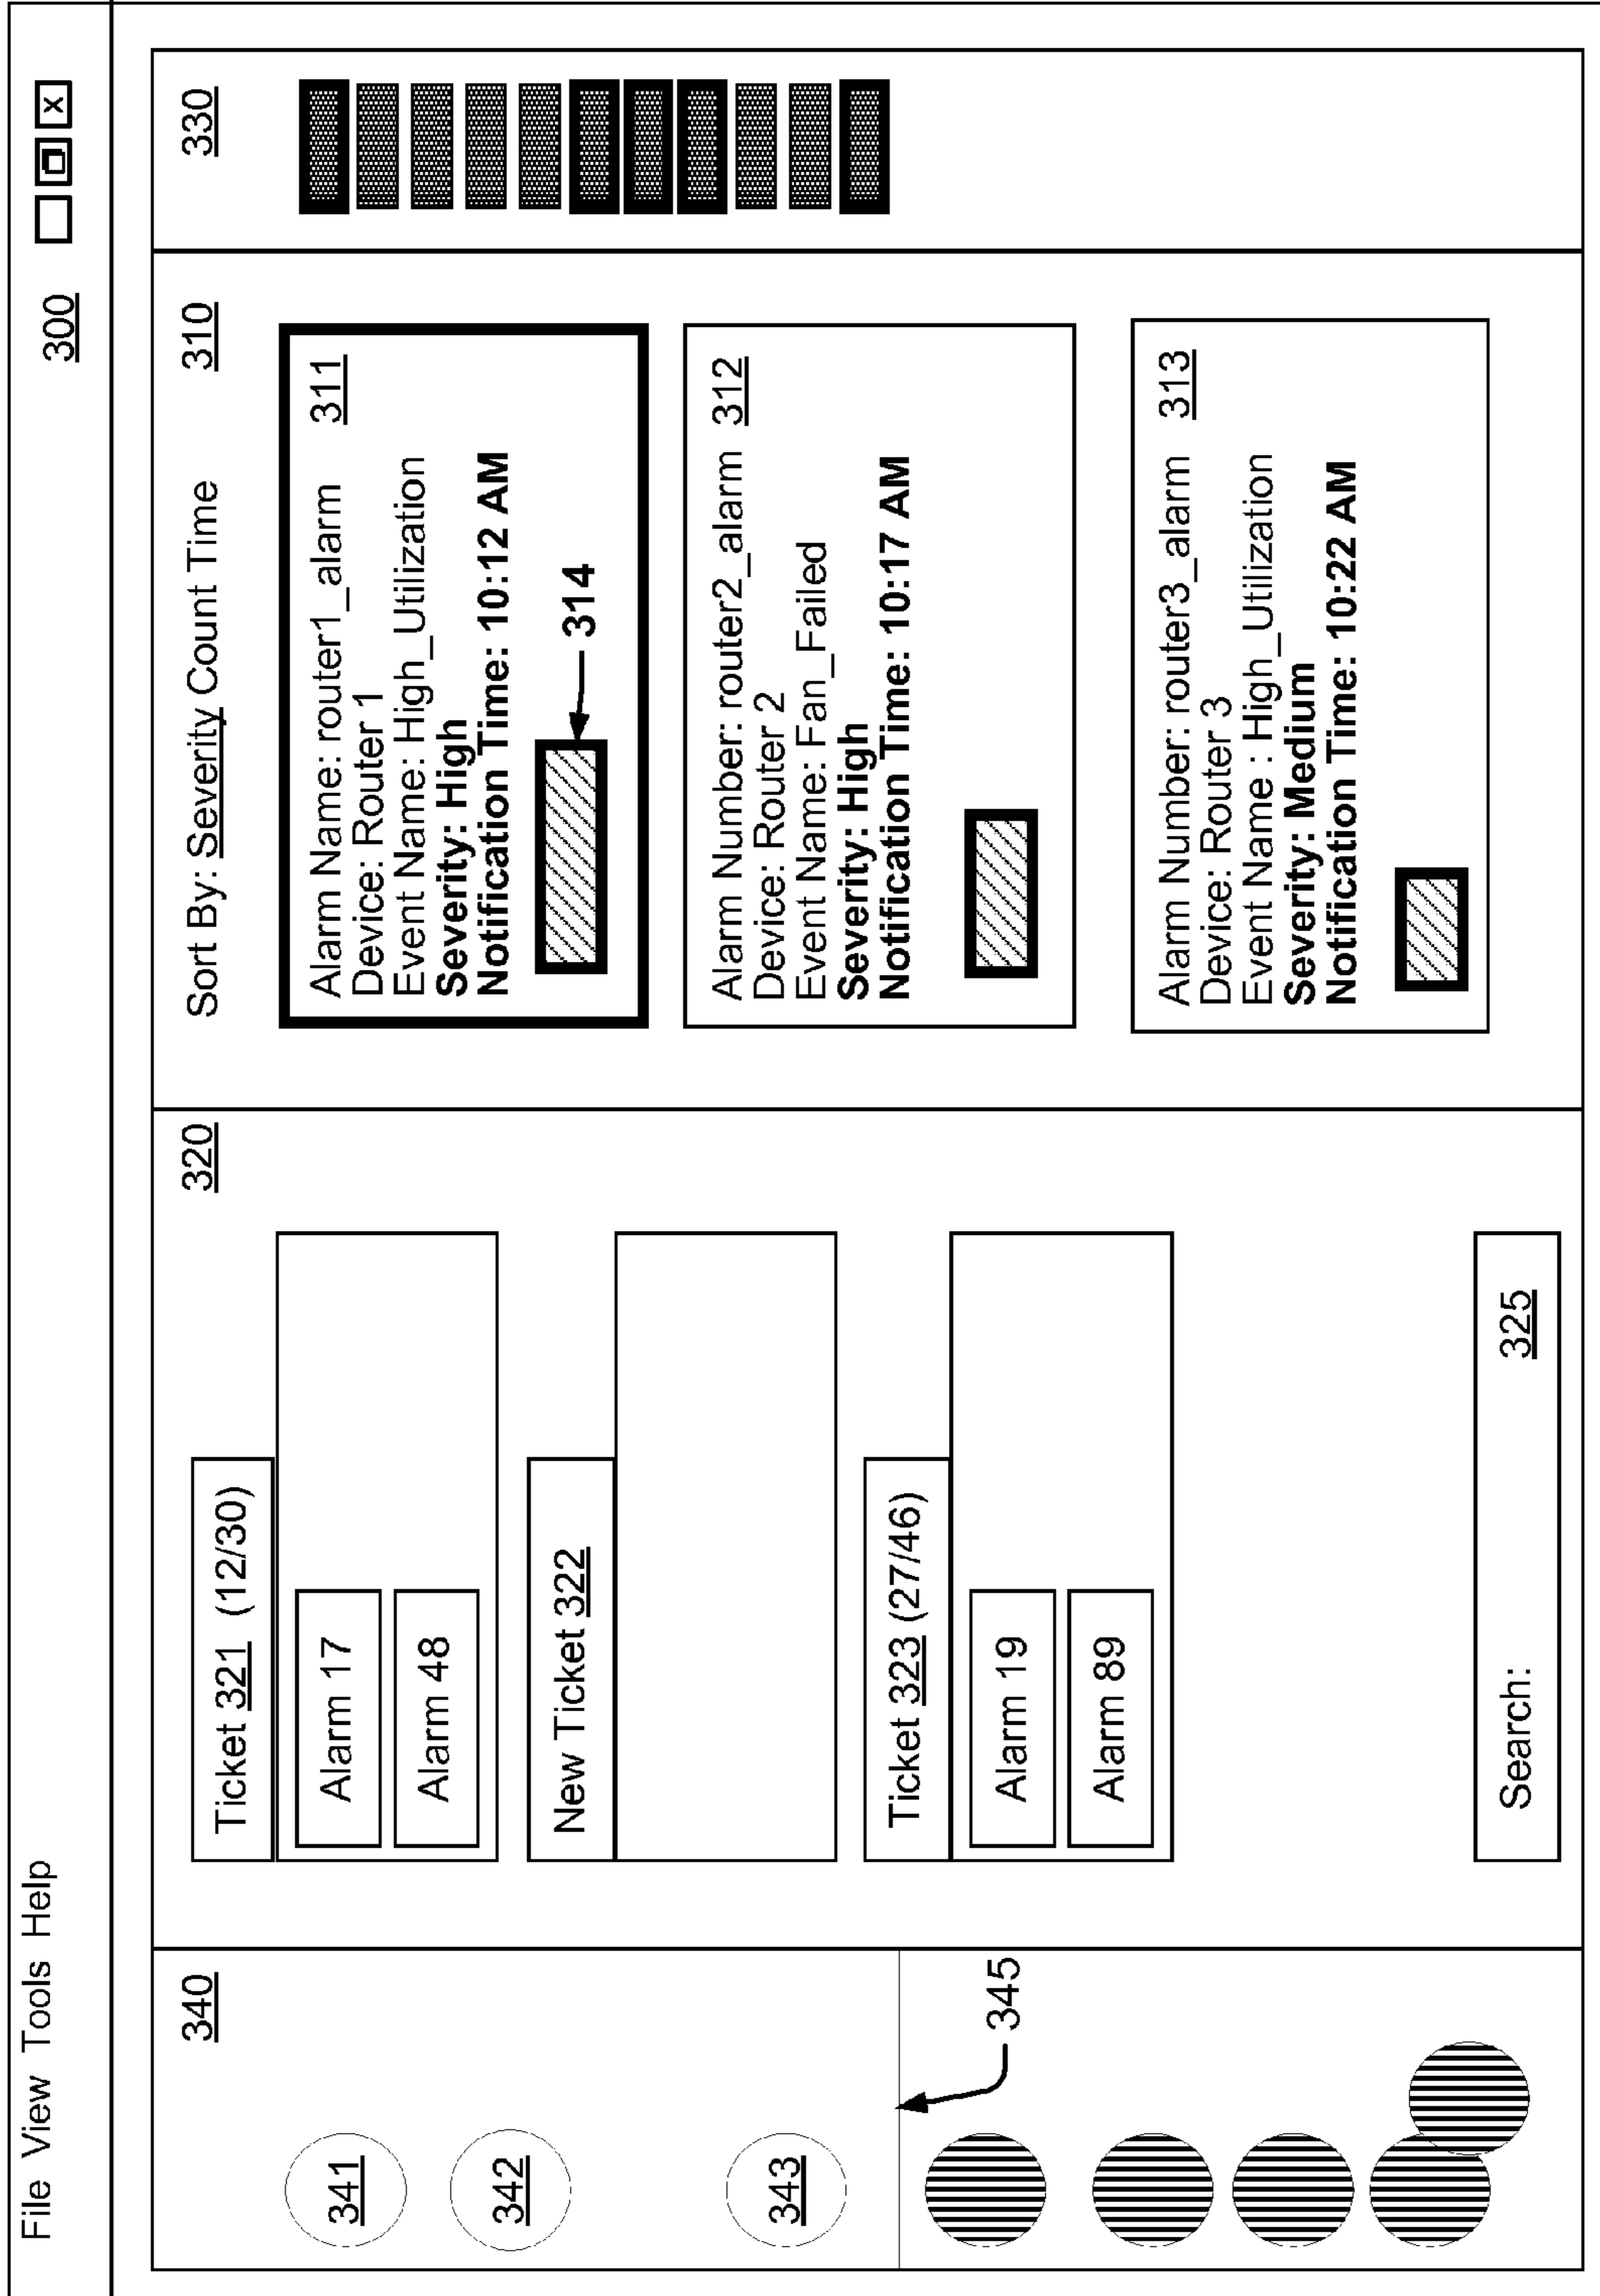 File View Tools Help
300
X
340
341
342
343
345
320
Ticket 321 (12/30)
Alarm 17
Alarm 48
New Ticket 322
Ticket 323 (27/46)
Alarm 19
Alarm 89
Search: 325
Sort By: Severity Count Time 310
Alarm Name: router1_alarm 311
Device: Router 1
Event Name: High_Utilization
Severity: High
Notification Time: 10:12 AM
314
Alarm Number: router2_alarm 312
Device: Router 2
Event Name: Fan_Failed
Severity: High
Notification Time: 10:17 AM
Alarm Number: router3_alarm 313
Device: Router 3
Event Name : High_Utilization
Severity: Medium
Notification Time: 10:22 AM
330